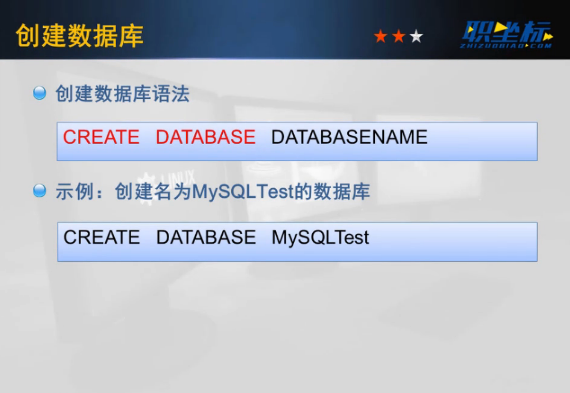 创建数据库
职坐标
ZHIZUOBIAO.COM
创建数据库语法
CREATE DATABASE DATABASENAME
LINUX
示例：创建名为MySQLTest的数据库
CREATE DATABASE MySQLTest